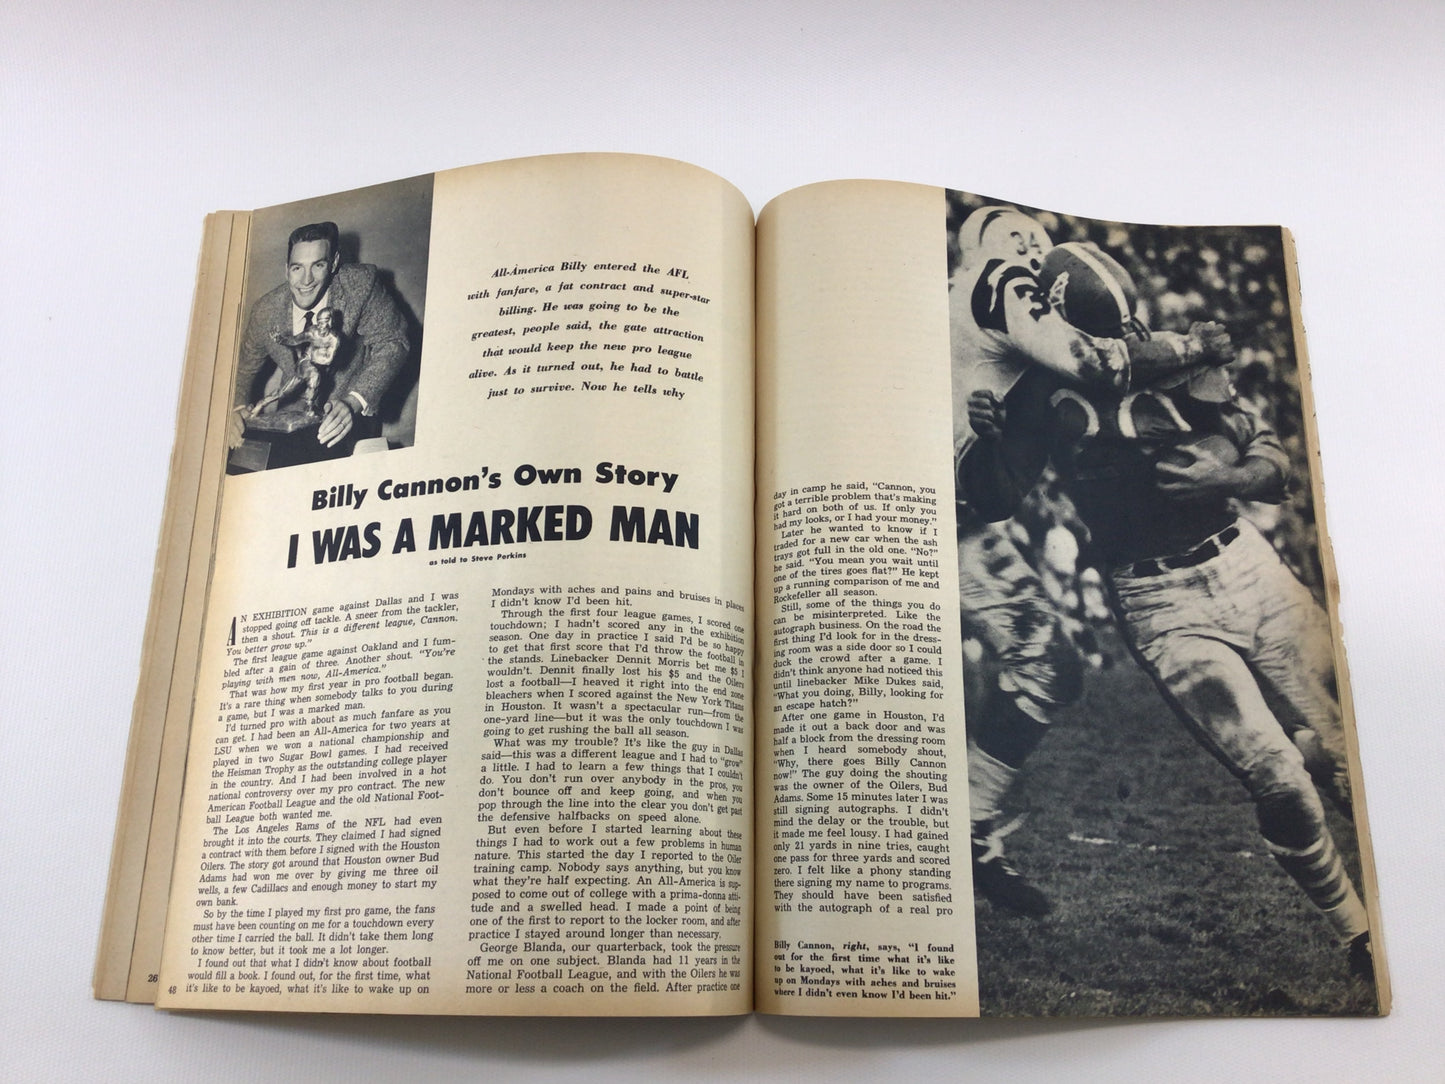 All-America Billy entered the AFL
with fanfare, a fat contract and super-star
billing. He was going to be the
greatest, people said, the gate attraction
that would keep the new pro league
alive. As it turned out, he had to battle
just to survive. Now he tells why
Billy Cannon's Own Story
I WAS A MARKED MAN
as told to Steve Perkins
AN EXHIBITION game against Dallas and I was
stopped going off tackle. A sneer from the tackler,
then a shout. This is a different league, Cannon.
You better grow up."
The first league game against Oakland and I fum-
bled after a gain of three. Another shout. "You're
playing with men now, All-America."
That was how my first year in pro football began.
It's a rare thing when somebody talks to you during
a game, but I was a marked man.
I'd turned pro with about as much fanfare as you
can get. I had been an All-America for two years at
LSU when we won a national championship and
played in two Sugar Bowl games. I had received
the Heisman Trophy as the outstanding college player
in the country. And I had been involved in a hot
national controversy over my pro contract. The new
American Football League and the old National Foot-
ball League both wanted me.
The Los Angeles Rams of the NFL had even
brought it into the courts. They claimed I had signed
a contract with them before I signed with the Houston
Oilers. The story got around that Houston owner Bud
Adams had won me over by giving me three oil
wells, a few Cadillacs and enough money to start my
own bank.
So by the time I played my first pro game, the fans
must have been counting on me for a touchdown every
other time I carried the ball. It didn't take them long
to know better, but it took me a lot longer.
I found out that what I didn't know about football
would fill a book. I found out, for the first time, what
it's like to be kayoed, what it's like to wake up on
26
48
Mondays with aches and pains and bruises in places
I didn't know I'd been hit.
Through the first four league games, I scored one
touchdown; I hadn't scored any in the exhibition
season. One day in practice I said I'd be so happy
to get that first score that I'd throw the football in
the stands. Linebacker Dennit Morris bet me $5 I
wouldn't. Dennit finally lost his $5 and the Oilers
lost a football—I heaved it right into the end zone
bleachers when I scored against the New York Titans
in Houston. It wasn't a spectacular run—from the
one-yard line—but it was the only touchdown I was
going to get rushing the ball all season.
What was my trouble? It's like the guy in Dallas
said—this was a different league and I had to "grow"
a little. I had to learn a few things that I couldn't
do. You don't run over anybody in the pros, you
don't bounce off and keep going, and when you
pop through the line into the clear you don't get past
the defensive halfbacks on speed alone.
But even before I started learning about these
things I had to work out a few problems in human
nature. This started the day I reported to the Oiler
training camp. Nobody says anything, but you know
what they're half expecting. An All-America is sup-
posed to come out of college with a prima-donna atti-
tude and a swelled head. I made a point of being
one of the first to report to the locker room, and after
practice I stayed around longer than necessary.
George Blanda, our quarterback, took the pressure
off me on one subject. Blanda had 11 years in the
National Football League, and with the Oilers he was
more or less a coach on the field. After practice one
day in camp he said, "Cannon, you
got a terrible problem that's making
it hard on both of us. If only you
had my looks, or I had your money."
Later he wanted to know if I
traded for a new car when the ash
trays got full in the old one. "No?"
he said. "You mean you wait until
one of the tires goes flat?" He kept
up a running comparison of me and
Rockefeller all season.
Still, some of the things you do
can be misinterpreted. Like the
autograph business. On the road the
first thing I'd look for in the dress-
ing room was a side door so I could
duck the crowd after a game. I
didn't think anyone had noticed this
until linebacker Mike Dukes said,
"What you doing, Billy, looking for
an escape hatch?"
After one game in Houston, I'd
made it out a back door and was
half a block from the dressing room
when I heard somebody shout,
"Why, there goes Billy Cannon
now!" The guy doing the shouting
was the owner of the Oilers, Bud
Adams. Some 15 minutes later I was
still signing autographs. I didn't
mind the delay or the trouble, but
it made me feel lousy. I had gained
only 21 yards in nine tries, caught
one pass for three yards and scored
zero. I felt like a phony standing
there signing my name to programs.
They should have been satisfied
with the autograph of a real pro
Billy Cannon, right, says, "I found
out for the first time what it's like
to be kayoed, what it's like to wake
up on Mondays with aches and bruises
where I didn't even know I'd been hit."
34
3